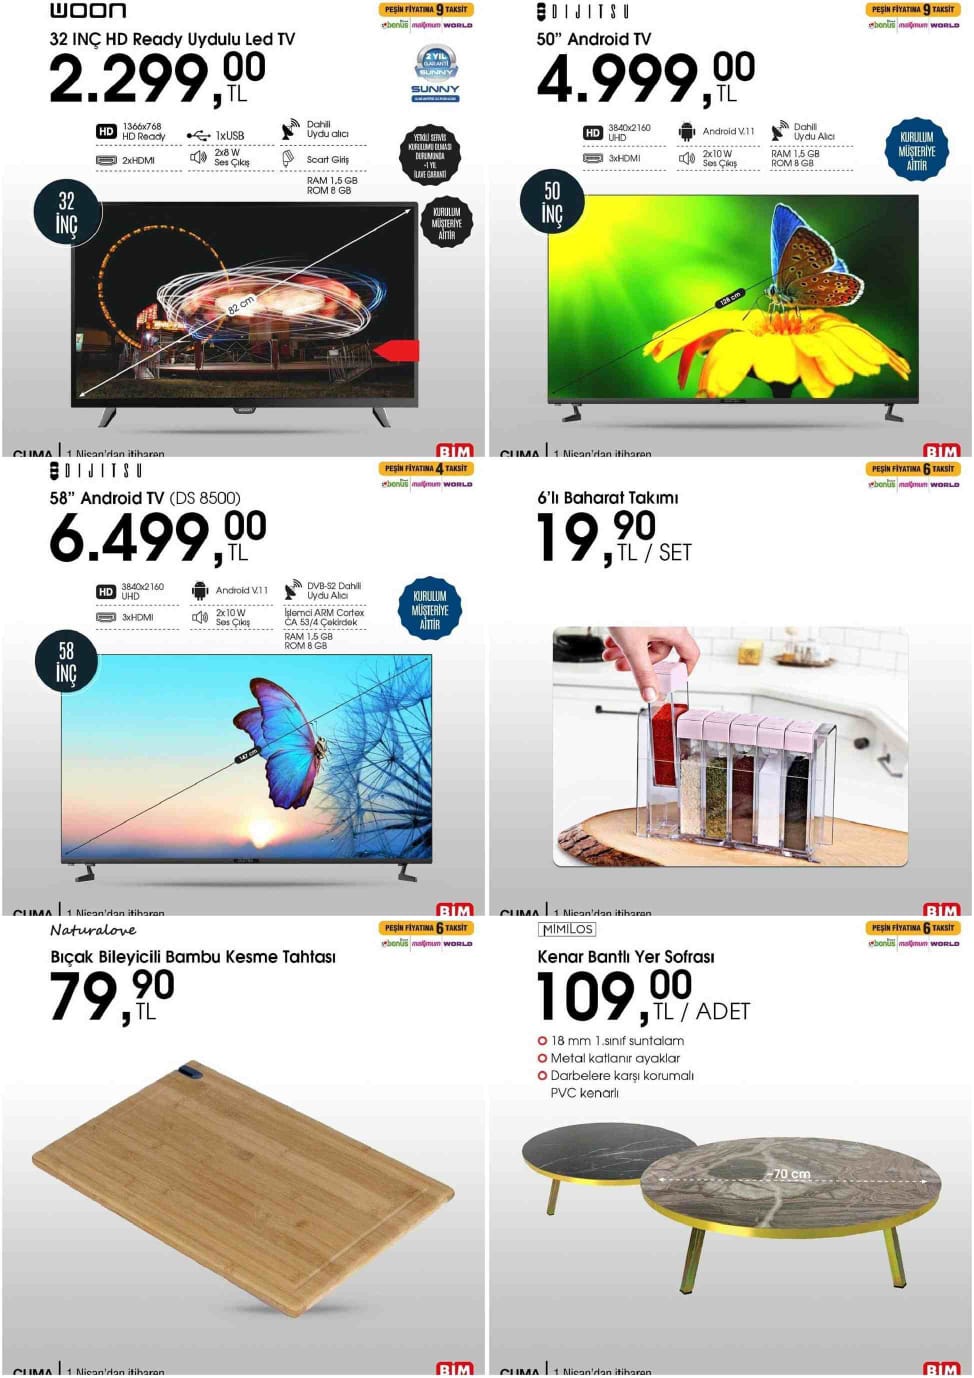 WOON
PEŞİN FİYATINA 9 TAKSİT
bonus maximum WORLD
32 INÇ HD Ready Uydulu Led TV
2.299,00 TL
2 YIL GARANTİ
SUNNY
SUNNY
HD 1366x768 HD Ready
1xUSB
Dahili Uydu alıcı
2xHDMI
2x8 W Ses Çıkış
Scart Giriş
RAM 1,5 GB
ROM 8 GB
YETKİLİ SERVİS
KURULUMU OLMASI
DURUMUNDA
+1 YIL
İLAVE GARANTİ
KURULUM
MÜŞTERİYE
AİTTİR
32 İNÇ
82 cm
WOON
CUMA 1 Nisan'dan itibaren
BİM
DIJITSU
PEŞİN FİYATINA 9 TAKSİT
bonus maximum WORLD
50” Android TV
4.999,00 TL
HD 3840x2160 UHD
Android V.11
Dahili Uydu Alıcı
3xHDMI
2x10 W Ses Çıkış
RAM 1,5 GB
ROM 8 GB
KURULUM
MÜŞTERİYE
AİTTİR
50 İNÇ
126 cm
CUMA 1 Nisan'dan itibaren
BİM
DIJITSU
PEŞİN FİYATINA 4 TAKSİT
bonus maximum WORLD
58” Android TV (DS 8500)
6.499,00 TL
HD 3840x2160 UHD
Android V.11
DVB-S2 Dahili Uydu Alıcı
3xHDMI
2x10 W Ses Çıkış
İşlemci ARM Cortex
CA 53/4 Çekirdek
RAM 1,5 GB
ROM 8 GB
KURULUM
MÜŞTERİYE
AİTTİR
58 İNÇ
147 cm
CUMA 1 Nisan'dan itibaren
BİM
PEŞİN FİYATINA 6 TAKSİT
bonus maximum WORLD
6’lı Baharat Takımı
19,90 TL / SET
CUMA 1 Nisan'dan itibaren
BİM
Naturalove
PEŞİN FİYATINA 6 TAKSİT
bonus maximum WORLD
Bıçak Bileyicili Bambu Kesme Tahtası
79,90 TL
CUMA 1 Nisan'dan itibaren
BİM
MİMİLOS
PEŞİN FİYATINA 6 TAKSİT
bonus maximum WORLD
Kenar Bantlı Yer Sofrası
109,00 TL / ADET
18 mm 1.sınıf suntalam
Metal katlanır ayaklar
Darbelere karşı korumalı
PVC kenarlı
~70 cm
CUMA 1 Nisan'dan itibaren
BİM